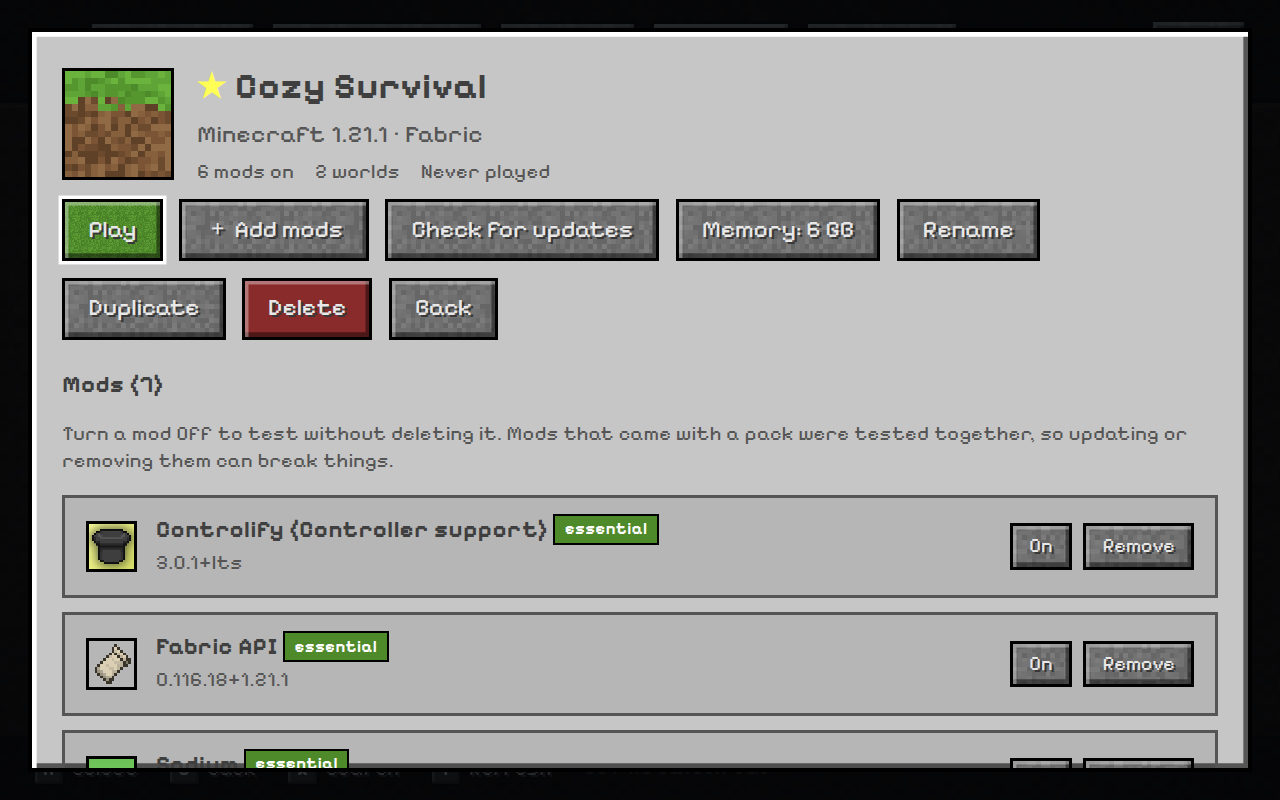 ★ Cozy Survival
Minecraft 1.21.1 · Fabric
6 mods on 2 worlds Never played
Play + Add mods Check for updates Memory: 6 GB Rename
Duplicate Delete Back
Mods (7)
Turn a mod Off to test without deleting it. Mods that came with a pack were tested together, so updating or
removing them can break things.
Controlify (Controller support) essential
3.0.1+lts
On Remove
Fabric API essential
0.116.18+1.21.1
On Remove
Sodium essential